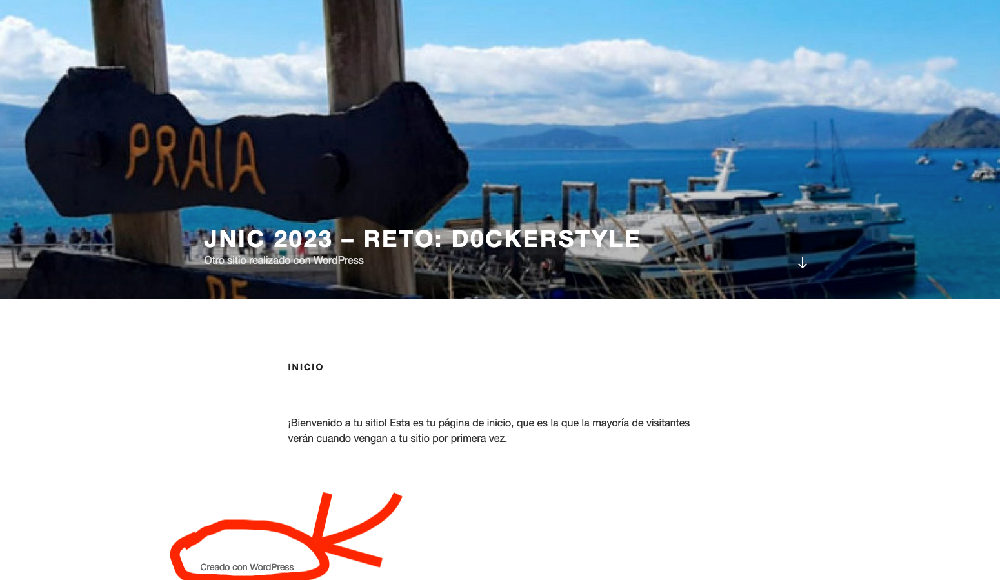 PRAIA
DE
JNIC 2023 – RETO: D0CKERSTYLE
Otro sitio realizado con WordPress
INICIO
¡Bienvenido a tu sitio! Esta es tu página de inicio, que es la que la mayoría de visitantes
verán cuando vengan a tu sitio por primera vez.
Creado con WordPress